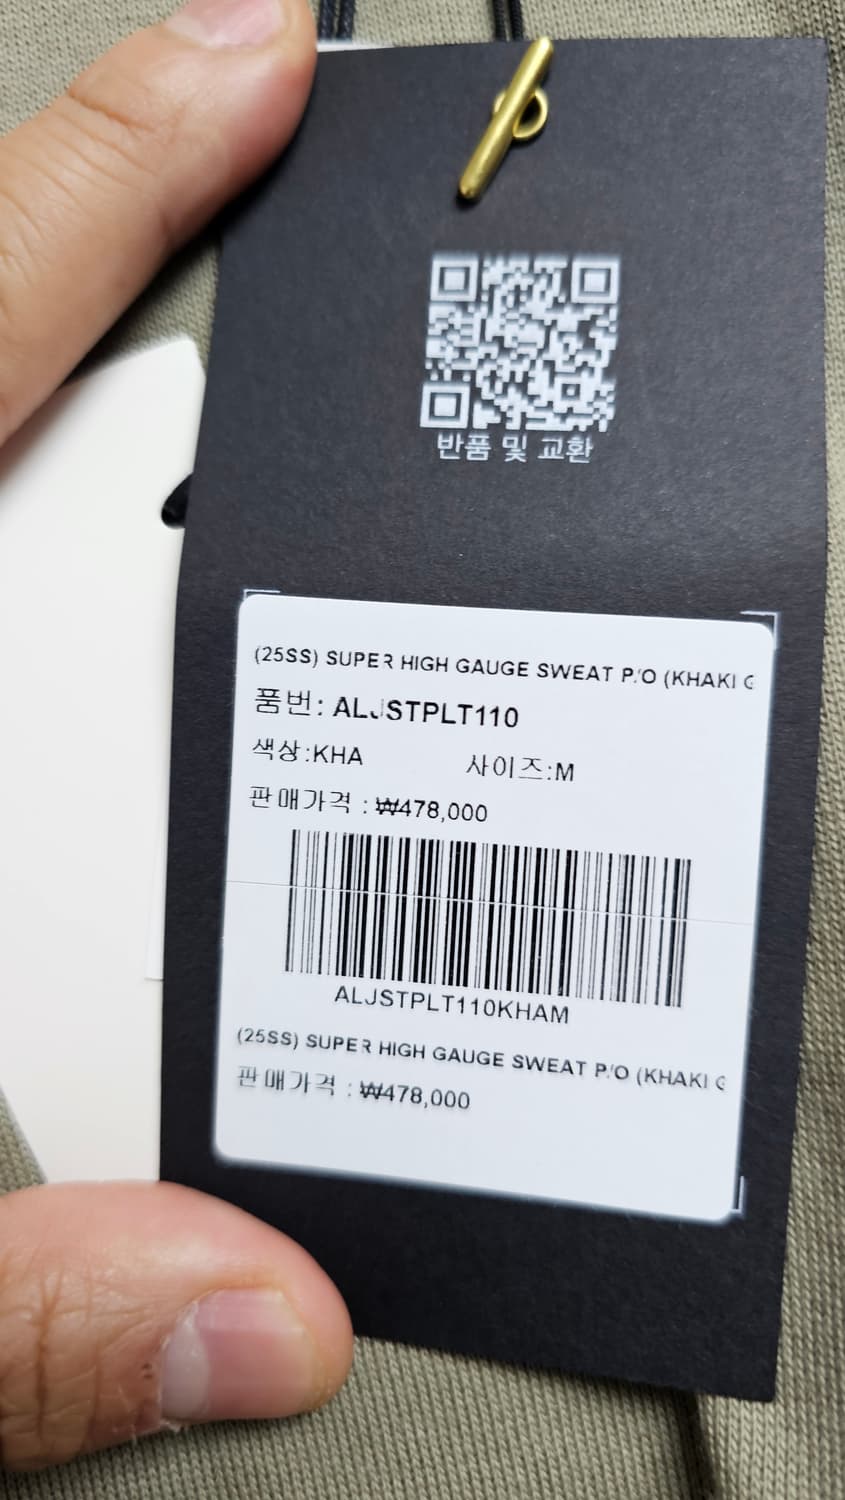 반품 및 교환
(25SS) SUPER HIGH GAUGE SWEAT P/O (KHAKI G
품번: ALJSTPLT110
색상:KHA 사이즈:M
판매가격 : ₩478,000
ALJSTPLT110KHAM
(25SS) SUPER HIGH GAUGE SWEAT P/O (KHAKI G
판매가격 : ₩478,000